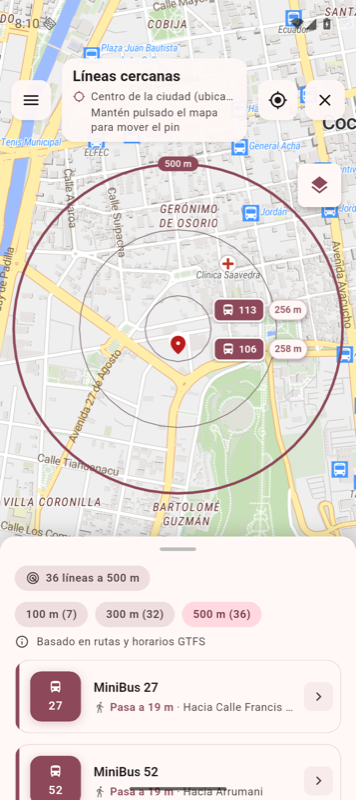 8:10
COBIJA
Ecuador
Plaza Juan Bautista
Líneas cercanas
Centro de la ciudad (ubica...
Mantén pulsado el mapa
para mover el pin
ELFEC
General Acha
Tenis Municipal
500 m
Calle Suipacha
GERÓNIMO
DE OSORIO
Jordán
Clínica Saavedra
Avenida Ayacucho
113
256 m
106
258 m
Avenida 27 de Agosto
Calle Tiahuanacu
VILLA CORONILLA
BARTOLOMÉ
GUZMÁN
36 líneas a 500 m
100 m (7)
300 m (32)
500 m (36)
Basado en rutas y horarios GTFS
27
MiniBus 27
Pasa a 19 m · Hacia Calle Francis ...
52
MiniBus 52
Pasa a 19 m · Hacia Arrumani